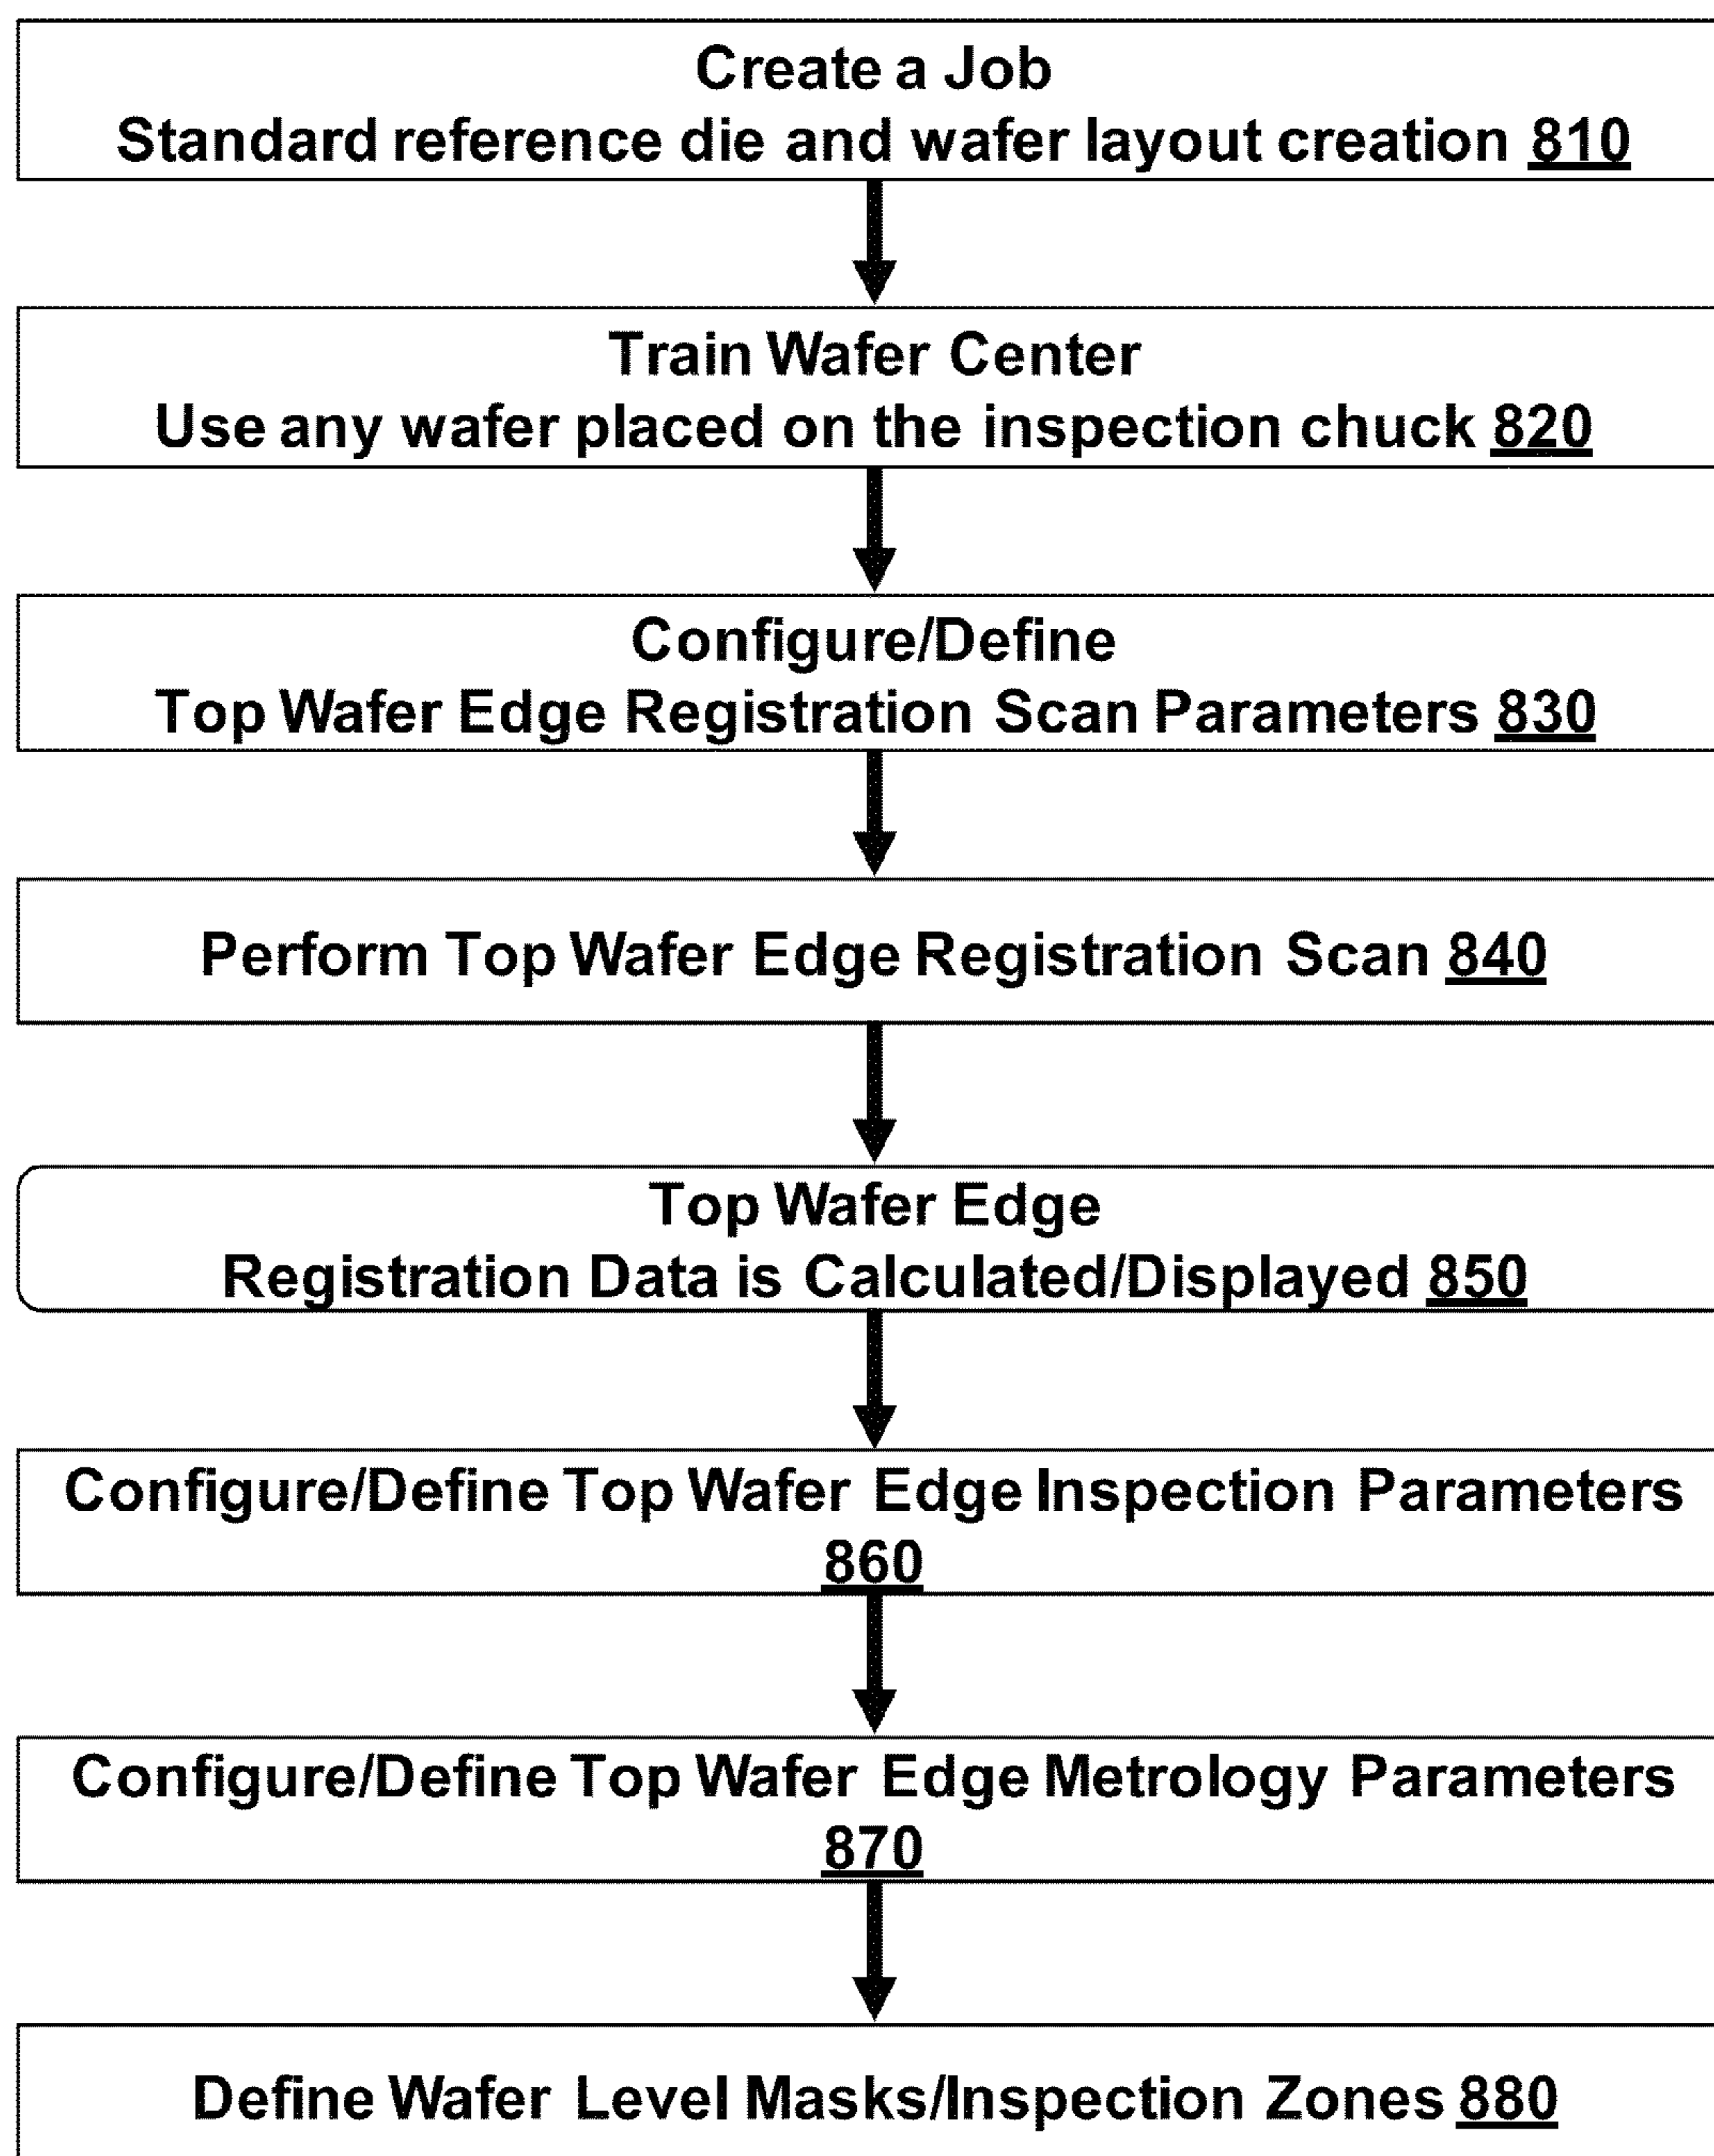 Create a Job
Standard reference die and wafer layout creation 810
Train Wafer Center
Use any wafer placed on the inspection chuck 820
Configure/Define
Top Wafer Edge Registration Scan Parameters 830
Perform Top Wafer Edge Registration Scan 840
Top Wafer Edge
Registration Data is Calculated/Displayed 850
Configure/Define Top Wafer Edge Inspection Parameters
860
Configure/Define Top Wafer Edge Metrology Parameters
870
Define Wafer Level Masks/Inspection Zones 880